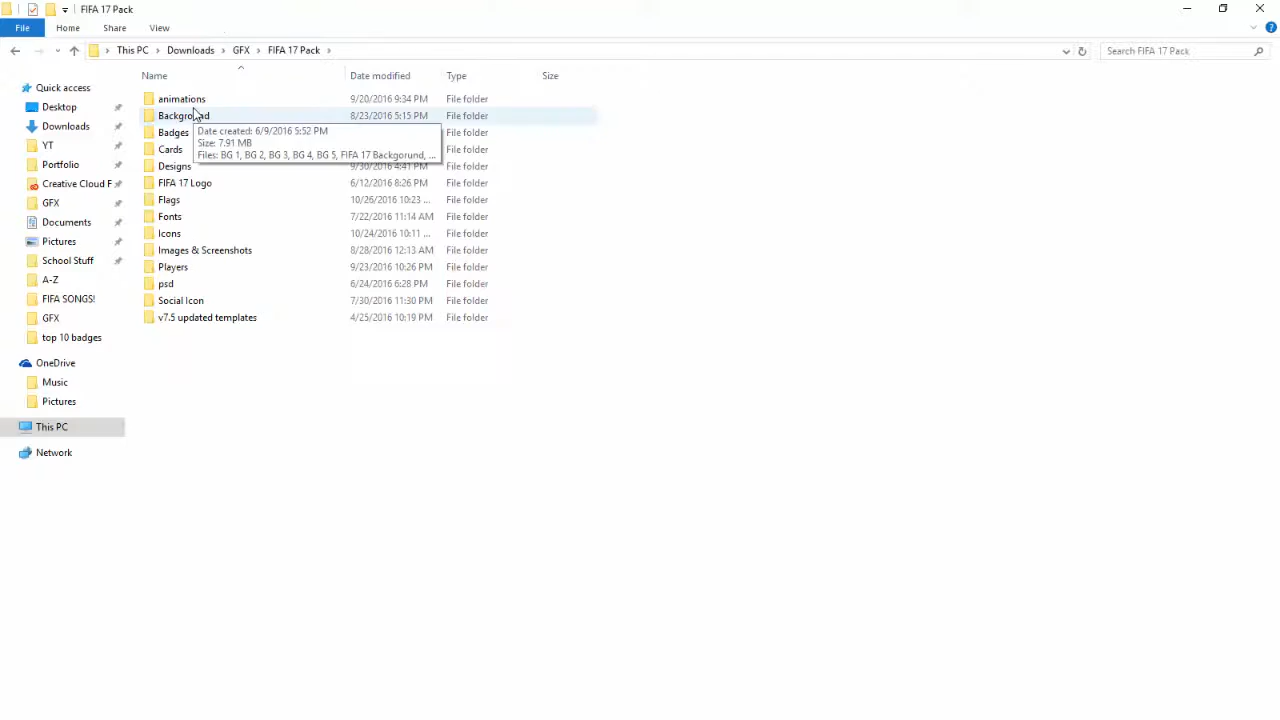 FIFA 17 Pack
File Home Share View
This PC Downloads GFX FIFA 17 Pack Search FIFA 17 Pack
Name Date modified Type Size
Quick access
Desktop
Downloads
YT
Portfolio
Creative Cloud F
GFX
Documents
Pictures
School Stuff
A-Z
FIFA SONGS!
GFX
top 10 badges
OneDrive
Music
Pictures
This PC
Network
animations 9/20/2016 9:34 PM File folder
Background 8/23/2016 5:15 PM File folder
Badges File folder
Cards File folder
Designs 9/30/2016 4:41 PM File folder
FIFA 17 Logo 6/12/2016 8:26 PM File folder
Flags 10/26/2016 10:23 ... File folder
Fonts 7/22/2016 11:14 AM File folder
Icons 10/24/2016 10:11 ... File folder
Images & Screenshots 8/28/2016 12:13 AM File folder
Players 9/23/2016 10:26 PM File folder
psd 6/24/2016 6:28 PM File folder
Social Icon 7/30/2016 11:30 PM File folder
v7.5 updated templates 4/25/2016 10:19 PM File folder
Date created: 6/9/2016 5:52 PM
Size: 7.91 MB
Files: BG 1, BG 2, BG 3, BG 4, BG 5, FIFA 17 Backgorund, ...